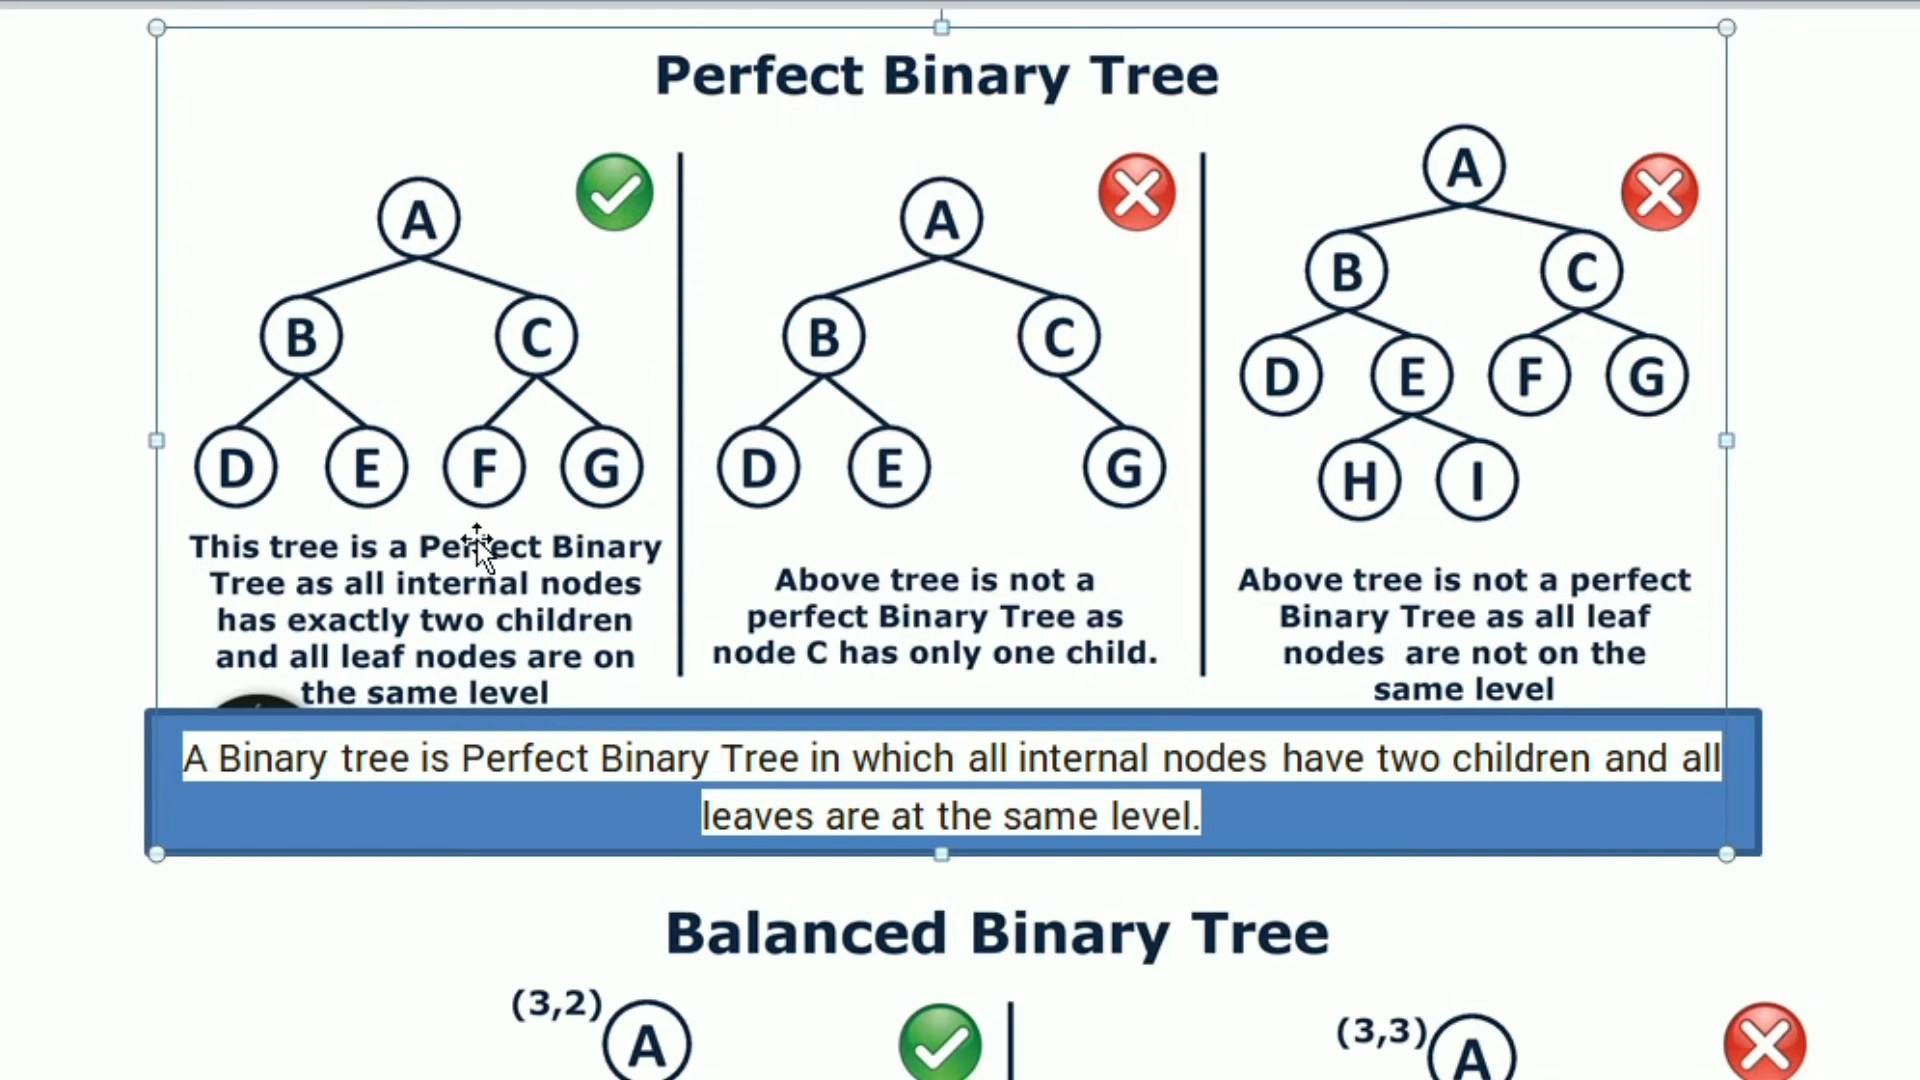 Perfect Binary Tree
A
B C
D E F G
This tree is a Perfect Binary
Tree as all internal nodes
has exactly two children
and all leaf nodes are on
the same level
A
B C
D E G
Above tree is not a
perfect Binary Tree as
node C has only one child.
A
B C
D E F G
H I
Above tree is not a perfect
Binary Tree as all leaf
nodes are not on the
same level
A Binary tree is Perfect Binary Tree in which all internal nodes have two children and all
leaves are at the same level.
Balanced Binary Tree
(3,2) A
(3,3) A